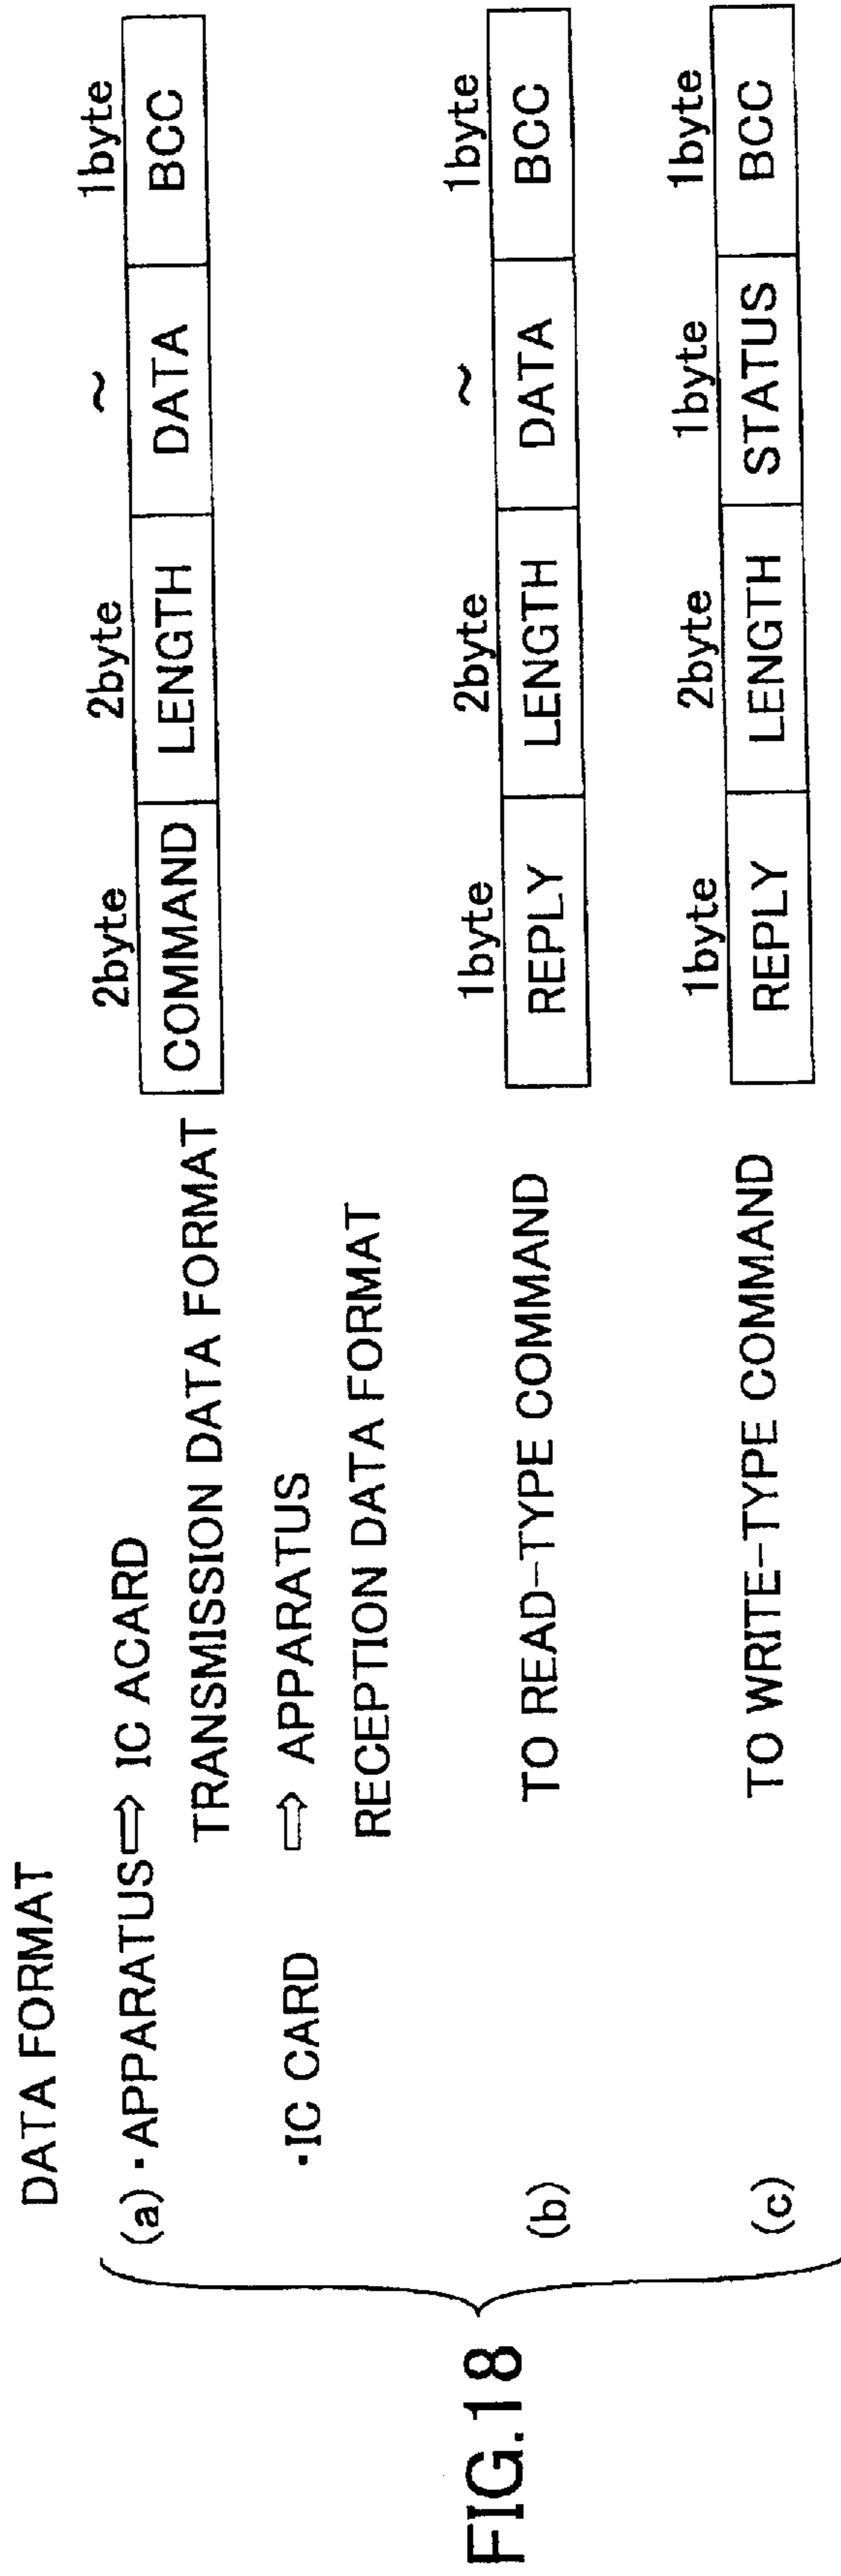 DATA FORMAT
(a) ・APPARATUS⇨ IC ACARD
TRANSMISSION DATA FORMAT
2byte 2byte ~ 1byte
COMMAND LENGTH DATA BCC
・IC CARD ⇨ APPARATUS
RECEPTION DATA FORMAT
1byte 2byte ~ 1byte
(b) TO READ-TYPE COMMAND REPLY LENGTH DATA BCC
1byte 2byte 1byte 1byte
(c) TO WRITE-TYPE COMMAND REPLY LENGTH STATUS BCC
FIG.18